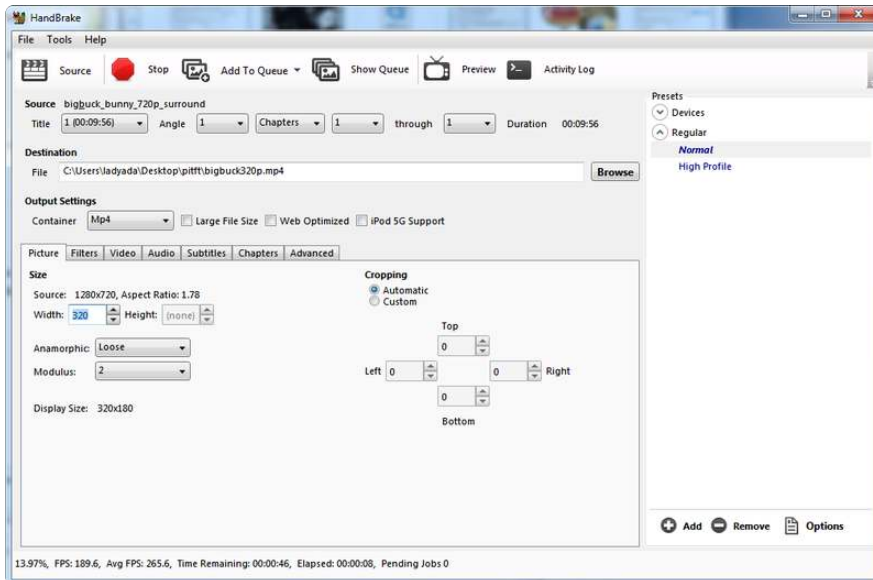 HandBrake
File Tools Help
Source Stop Add To Queue Show Queue Preview Activity Log
Source bigbuck_bunny_720p_surround
Title 1 (00:09:56) Angle 1 Chapters 1 through 1 Duration 00:09:56
Destination
File C:\Users\ladyada\Desktop\pitft\bigbuck320p.mp4 Browse
Output Settings
Container Mp4 Large File Size Web Optimized iPod 5G Support
Picture Filters Video Audio Subtitles Chapters Advanced
Size
Source: 1280x720, Aspect Ratio: 1.78
Width: 320 Height: (none)
Anamorphic: Loose
Modulus: 2
Display Size: 320x180
Cropping
Automatic
Custom
Top
0
Left 0 0 Right
0
Bottom
Presets
Devices
Regular
Normal
High Profile
Add Remove Options
13.97%, FPS: 189.6, Avg FPS: 265.6, Time Remaining: 00:00:46, Elapsed: 00:00:08, Pending Jobs 0